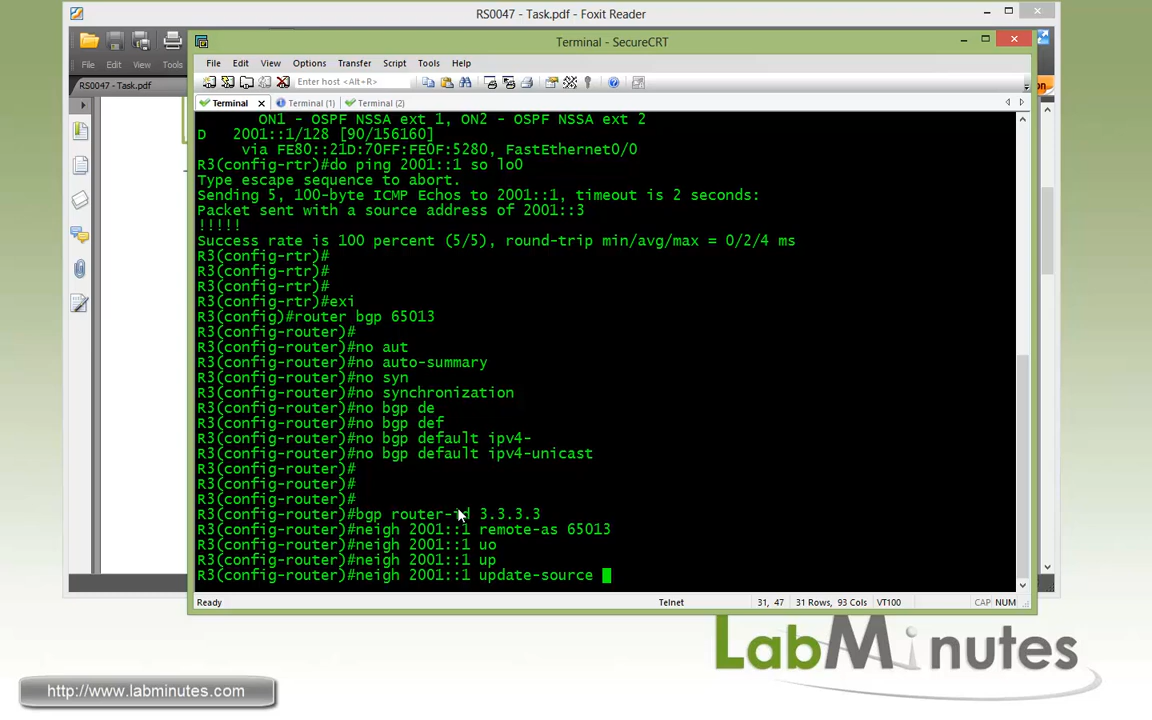 RS0047 - Task.pdf - Foxit Reader
File
Edit
View
Tools
RS0047 - Task.pdf
on
Terminal - SecureCRT
File Edit View Options Transfer Script Tools Help
Enter host <Alt+R>
Terminal Terminal (1) Terminal (2)
ON1 - OSPF NSSA ext 1, ON2 - OSPF NSSA ext 2
D 2001::1/128 [90/156160]
via FE80::21D:70FF:FE0F:5280, FastEthernet0/0
R3(config-rtr)#do ping 2001::1 so lo0
Type escape sequence to abort.
Sending 5, 100-byte ICMP Echos to 2001::1, timeout is 2 seconds:
Packet sent with a source address of 2001::3
!!!!!
Success rate is 100 percent (5/5), round-trip min/avg/max = 0/2/4 ms
R3(config-rtr)#
R3(config-rtr)#
R3(config-rtr)#
R3(config-rtr)#exi
R3(config)#router bgp 65013
R3(config-router)#
R3(config-router)#no aut
R3(config-router)#no auto-summary
R3(config-router)#no syn
R3(config-router)#no synchronization
R3(config-router)#no bgp de
R3(config-router)#no bgp def
R3(config-router)#no bgp default ipv4-
R3(config-router)#no bgp default ipv4-unicast
R3(config-router)#
R3(config-router)#
R3(config-router)#
R3(config-router)#bgp router-id 3.3.3.3
R3(config-router)#neigh 2001::1 remote-as 65013
R3(config-router)#neigh 2001::1 uo
R3(config-router)#neigh 2001::1 up
R3(config-router)#neigh 2001::1 update-source
Ready Telnet 31, 47 31 Rows, 93 Cols VT100 CAP NUM
LabMinutes
http://www.labminutes.com